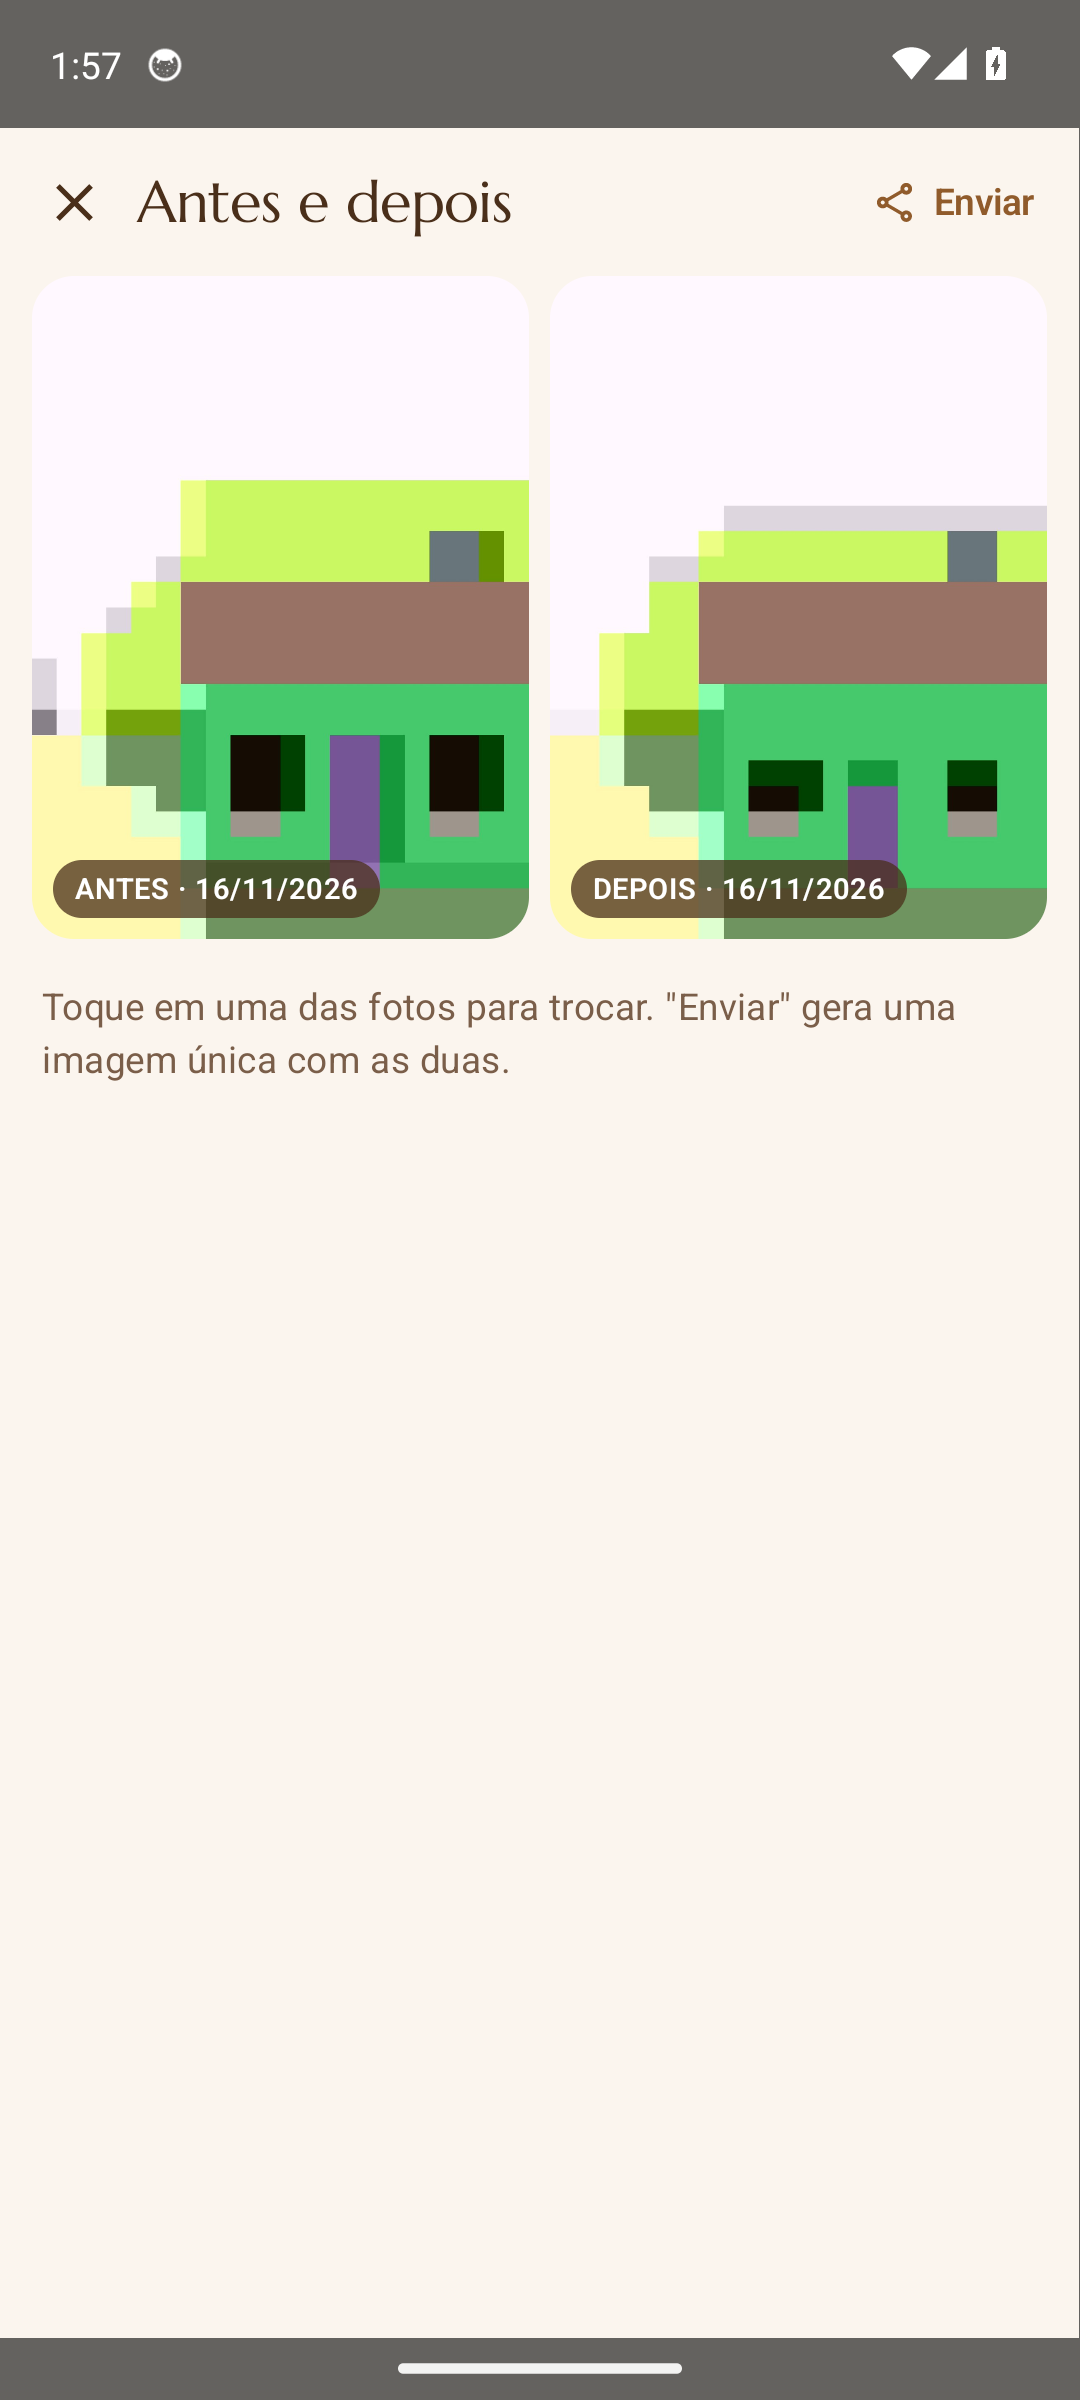 1:57
Antes e depois
Enviar
ANTES · 16/11/2026
DEPOIS · 16/11/2026
Toque em uma das fotos para trocar. "Enviar" gera uma
imagem única com as duas.